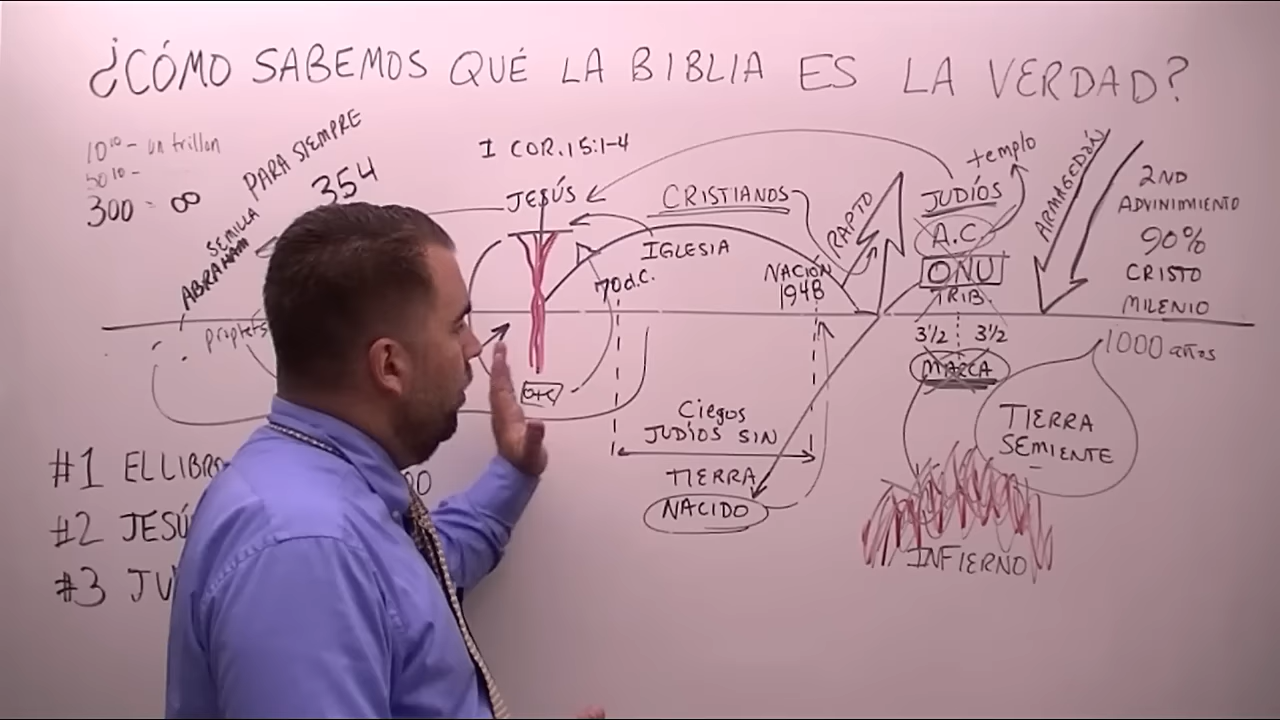 ¿CÓMO SABEMOS QUÉ LA BIBLIA ES LA VERDAD?
10¹⁰ - un trillon
50¹⁰ -
300 = ∞
PARA SIEMPRE
354
SEMILLA
ABRAHAM
prophets
I COR. 15:1-4
JESÚS
CRISTIANOS
IGLESIA
70 d.C.
NACIÓN
1948
RAPTO
JUDÍOS
A.C
ONU
TRIB
3½ 3½
MARCA
templo
ARMAGEDÓN
2ND
ADVINIMIENTO
90%
CRISTO
MILENIO
1000 años
TIERRA
SEMIENTE
INFIERNO
Ciegos
JUDÍOS SIN
TIERRA
NACIDO
#1 EL LIBRO
#2 JESÚ
#3 JU